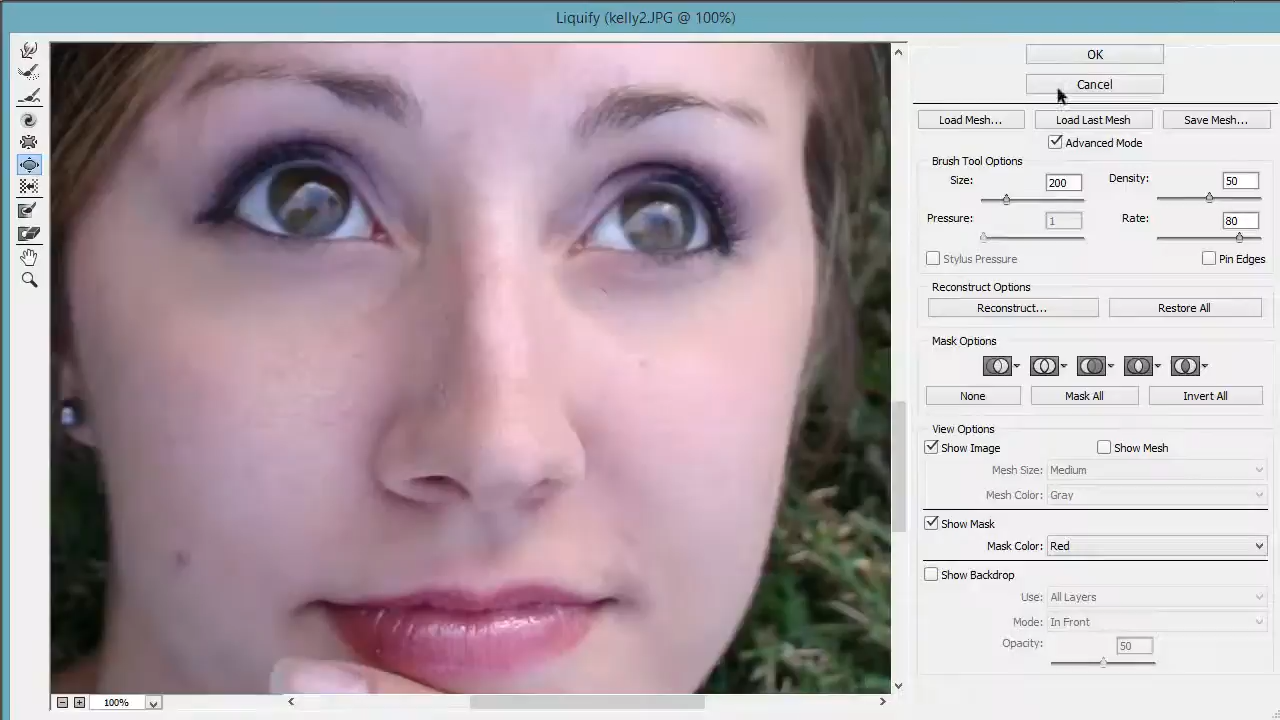 Liquify (kelly2.JPG @ 100%)
OK
Cancel
Load Mesh...
Load Last Mesh
Save Mesh...
Advanced Mode
Brush Tool Options
Size:
200
Density:
50
Pressure:
1
Rate:
80
Stylus Pressure
Pin Edges
Reconstruct Options
Reconstruct...
Restore All
Mask Options
None
Mask All
Invert All
View Options
Show Image
Show Mesh
Mesh Size:
Medium
Mesh Color:
Gray
Show Mask
Mask Color:
Red
Show Backdrop
Use:
All Layers
Mode:
In Front
Opacity:
50
100%